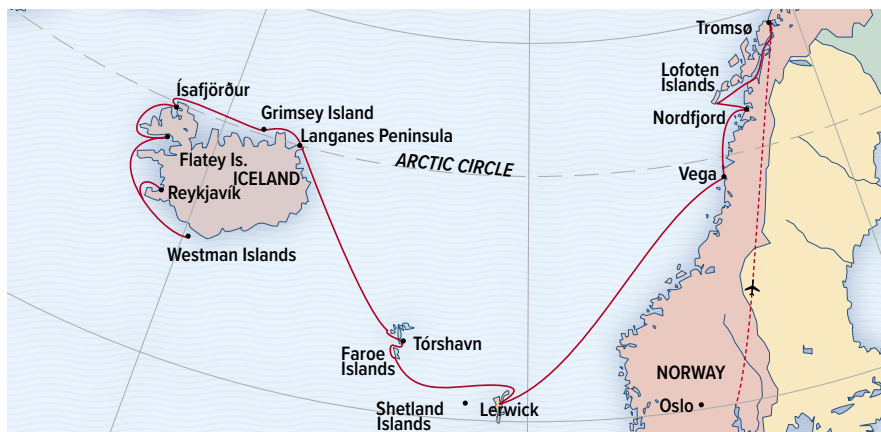 Tromsø
Lofoten
Islands
Nordfjord
Ísafjörður
Grimsey Island
Langanes Peninsula
Flatey Is.
ICELAND
ARCTIC CIRCLE
Vega
Reykjavík
Westman Islands
Tórshavn
Faroe
Islands
NORWAY
Shetland
Islands
Lerwick
Oslo